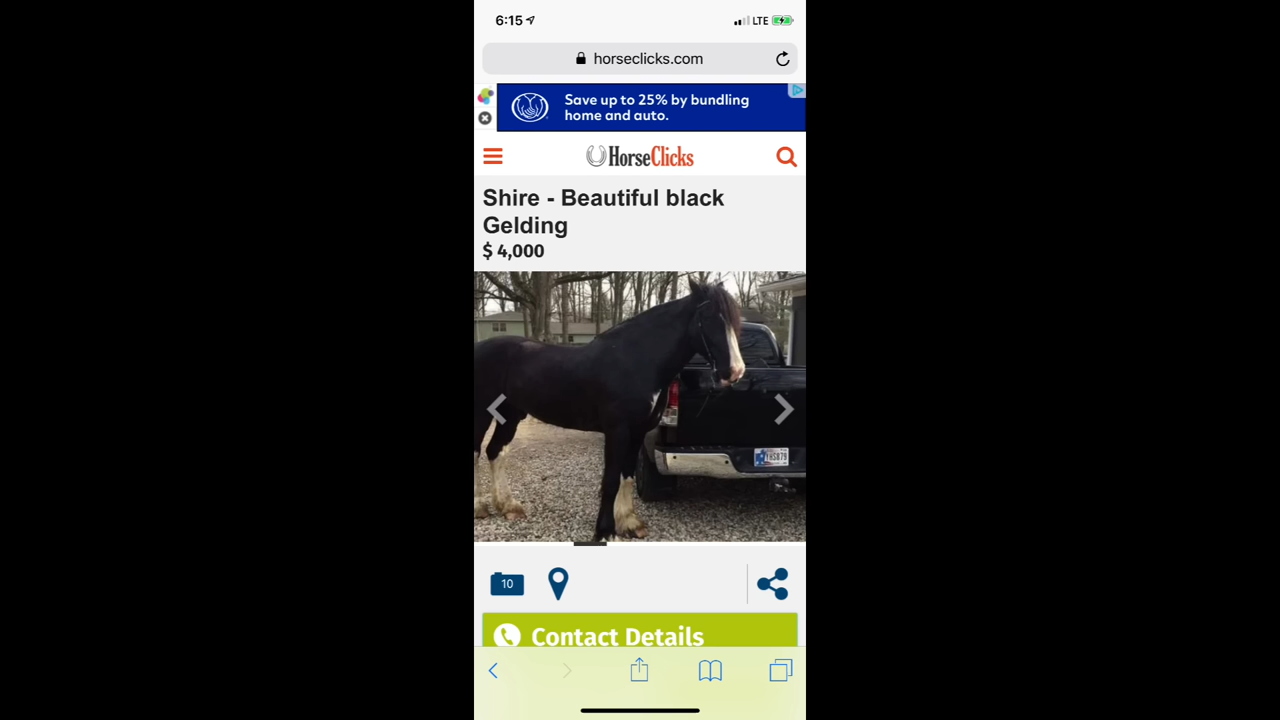 6:15
LTE
horseclicks.com
Save up to 25% by bundling
home and auto.
HorseClicks
Shire - Beautiful black
Gelding
$ 4,000
10
Contact Details